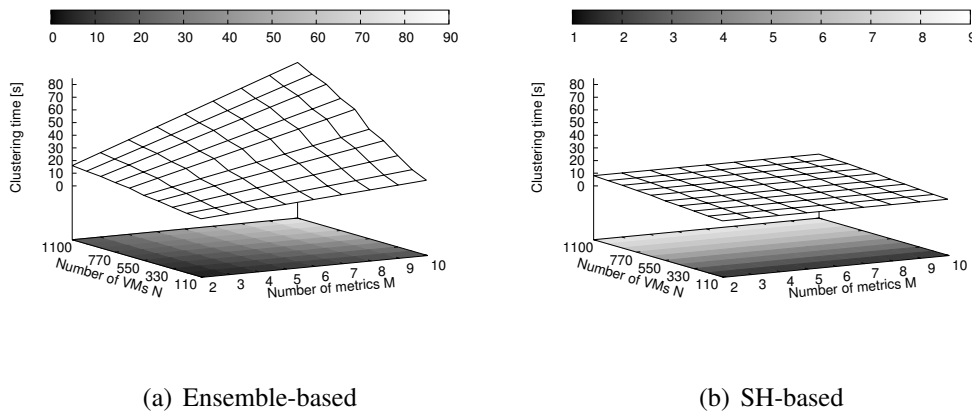 0 10 20 30 40 50 60 70 80 90
Clustering time [s]
80
70
60
50
40
30
20
10
0
1100
770
550
330
110
Number of VMs N
2 3 4 5 6 7 8 9 10
Number of metrics M
(a) Ensemble-based
1 2 3 4 5 6 7 8 9
Clustering time [s]
80
70
60
50
40
30
20
10
0
1100
770
550
330
110
Number of VMs N
2 3 4 5 6 7 8 9 10
Number of metrics M
(b) SH-based